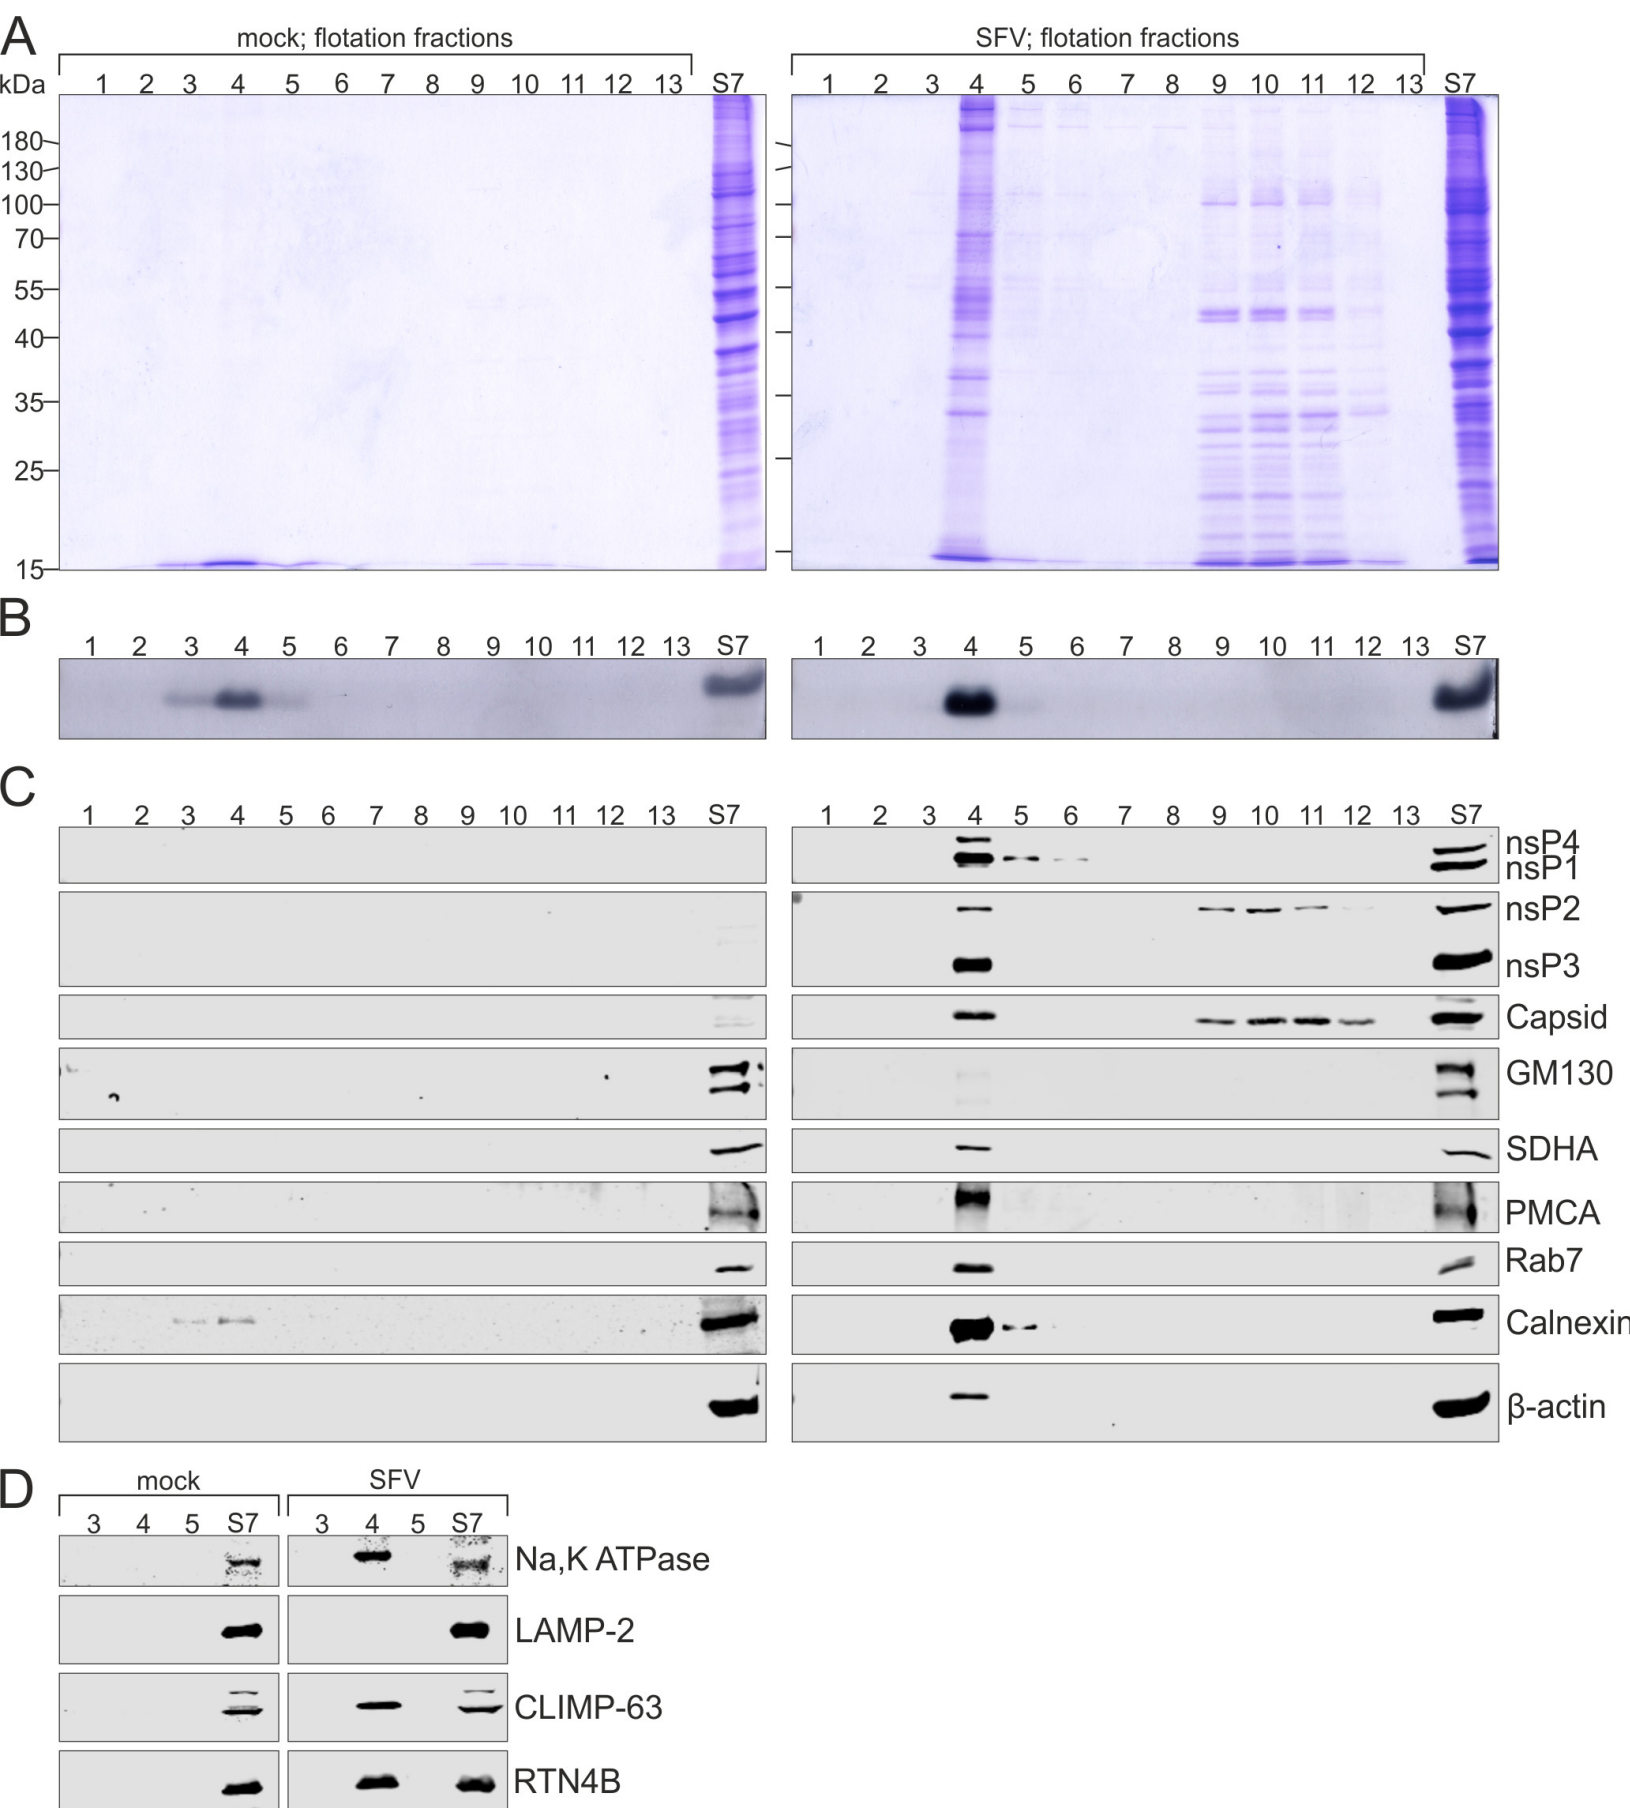 A
mock; flotation fractions
SFV; flotation fractions
kDa 1 2 3 4 5 6 7 8 9 10 11 12 13 S7 1 2 3 4 5 6 7 8 9 10 11 12 13 S7
180
130
100
70
55
40
35
25
15
B
1 2 3 4 5 6 7 8 9 10 11 12 13 S7 1 2 3 4 5 6 7 8 9 10 11 12 13 S7
C
1 2 3 4 5 6 7 8 9 10 11 12 13 S7 1 2 3 4 5 6 7 8 9 10 11 12 13 S7
nsP4
nsP1
nsP2
nsP3
Capsid
GM130
SDHA
PMCA
Rab7
Calnexin
β-actin
D
mock SFV
3 4 5 S7 3 4 5 S7
Na,K ATPase
LAMP-2
CLIMP-63
RTN4B